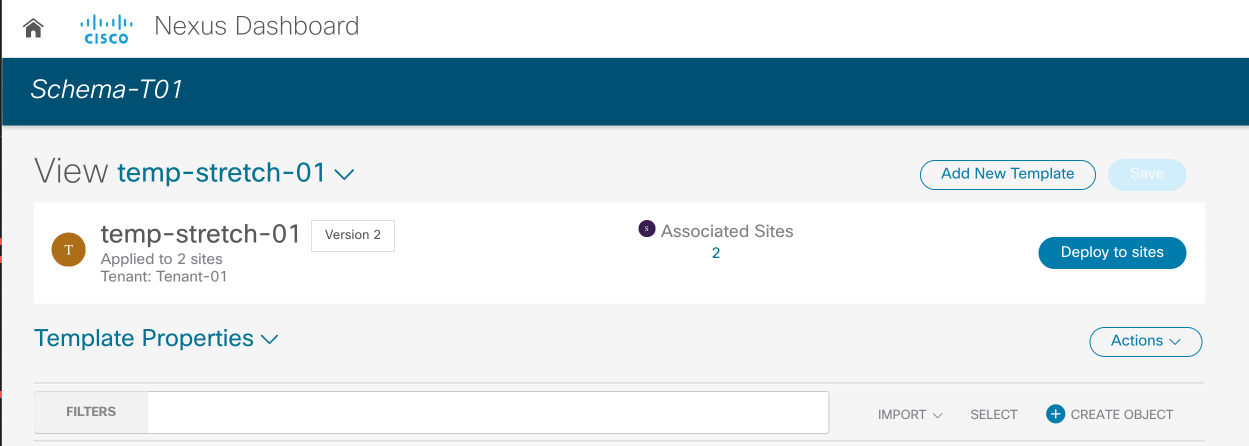 CISCO Nexus Dashboard
Schema-T01
View temp-stretch-01
Add New Template
Save
T
temp-stretch-01
Version 2
Applied to 2 sites
Tenant: Tenant-01
S Associated Sites
2
Deploy to sites
Template Properties
Actions
FILTERS
IMPORT
SELECT
CREATE OBJECT